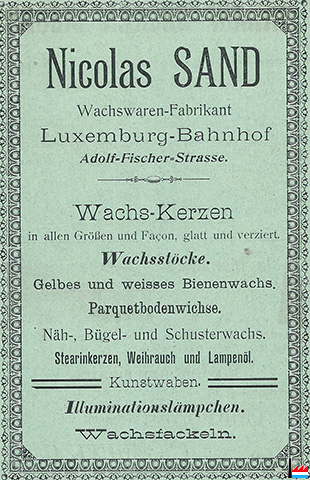 Nicolas SAND
Wachswaren-Fabrikant
Luxemburg-Bahnhof
Adolf-Fischer-Strasse.
Wachs-Kerzen
in allen Größen und Façon, glatt und verziert.
Wachsstöcke.
Gelbes und weisses Bienenwachs.
Parquetbodenwichse.
Näh-, Bügel- und Schusterwachs.
Stearinkerzen, Weihrauch und Lampenöl.
Kunstwaben.
Illuminationslämpchen.
Wachsfackeln.